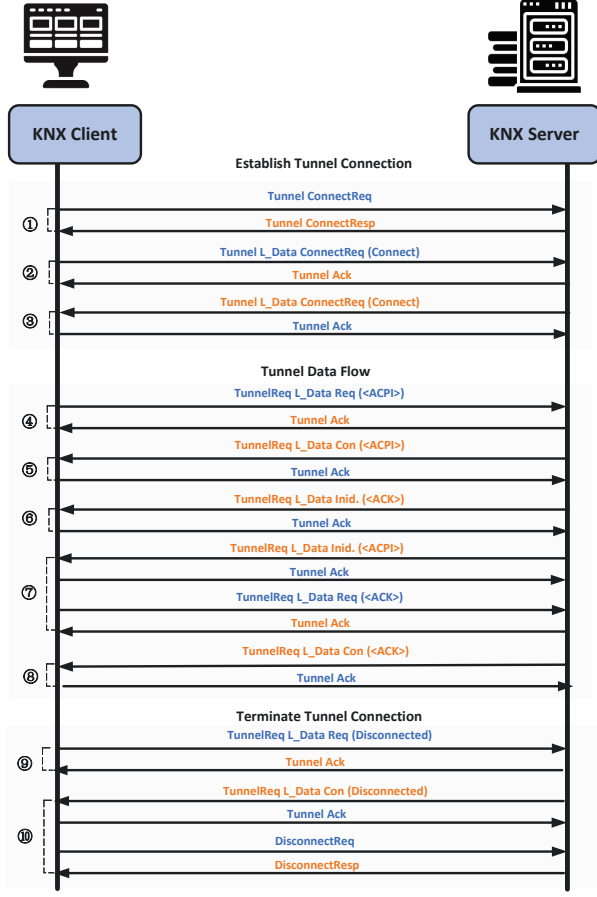 KNX Client
KNX Server
Establish Tunnel Connection
Tunnel ConnectReq
①
Tunnel ConnectResp
Tunnel L_Data ConnectReq (Connect)
②
Tunnel Ack
Tunnel L_Data ConnectReq (Connect)
③
Tunnel Ack
Tunnel Data Flow
TunnelReq L_Data Req (<ACPI>)
④
Tunnel Ack
TunnelReq L_Data Con (<ACPI>)
⑤
Tunnel Ack
TunnelReq L_Data Inid. (<ACK>)
⑥
Tunnel Ack
TunnelReq L_Data Inid. (<ACPI>)
Tunnel Ack
⑦
TunnelReq L_Data Req (<ACK>)
Tunnel Ack
TunnelReq L_Data Con (<ACK>)
⑧
Tunnel Ack
Terminate Tunnel Connection
TunnelReq L_Data Req (Disconnected)
⑨
Tunnel Ack
TunnelReq L_Data Con (Disconnected)
Tunnel Ack
⑩
DisconnectReq
DisconnectResp